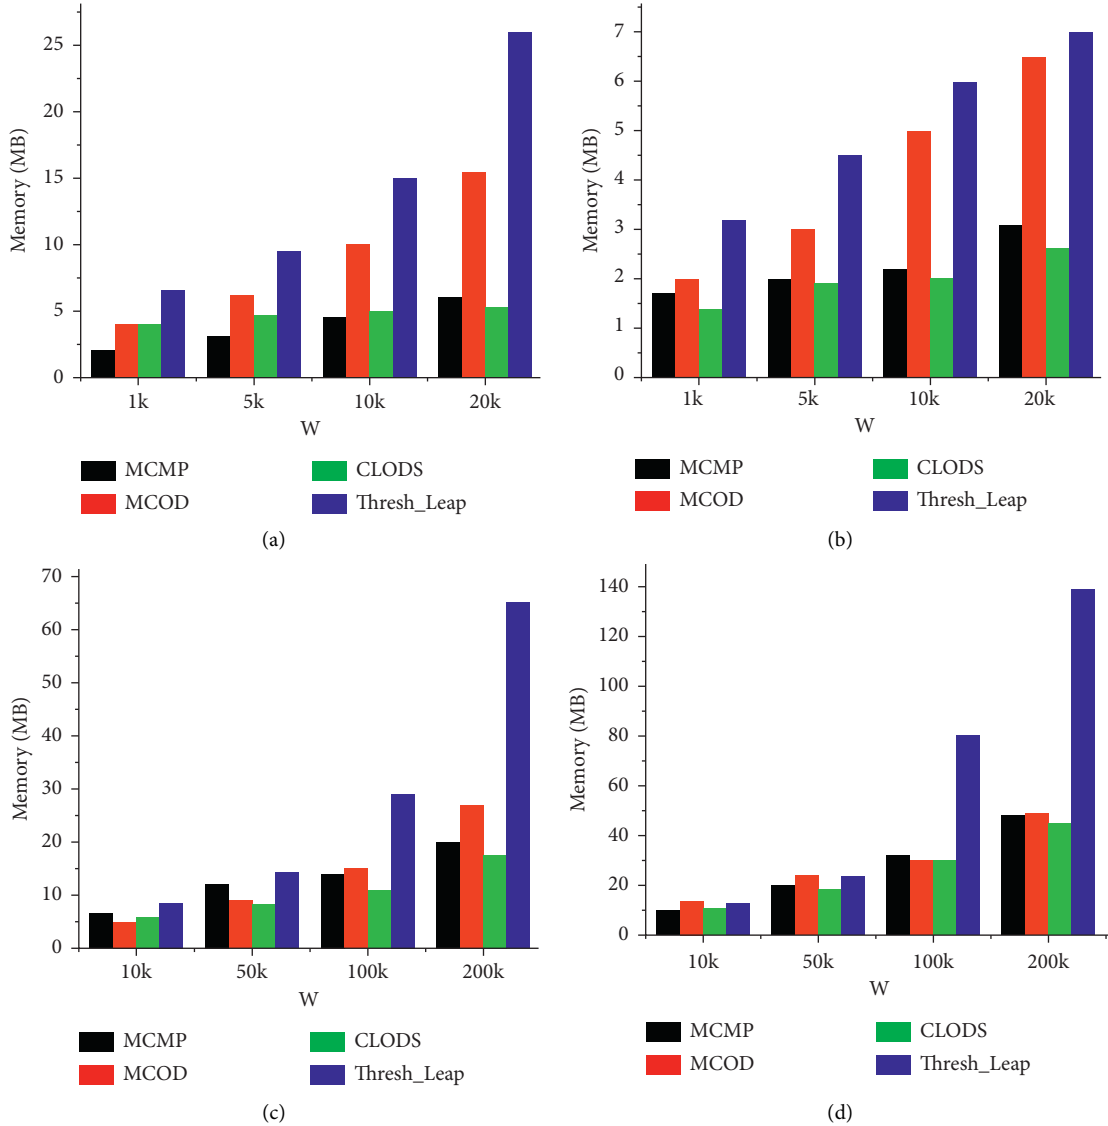 Memory (MB)
25
20
15
10
5
0
1k 5k 10k 20k
W
MCMP CLODS
MCOD Thresh_Leap
(a)
Memory (MB)
7
6
5
4
3
2
1
0
1k 5k 10k 20k
W
MCMP CLODS
MCOD Thresh_Leap
(b)
Memory (MB)
70
60
50
40
30
20
10
0
10k 50k 100k 200k
W
MCMP CLODS
MCOD Thresh_Leap
(c)
Memory (MB)
140
120
100
80
60
40
20
0
10k 50k 100k 200k
W
MCMP CLODS
MCOD Thresh_Leap
(d)